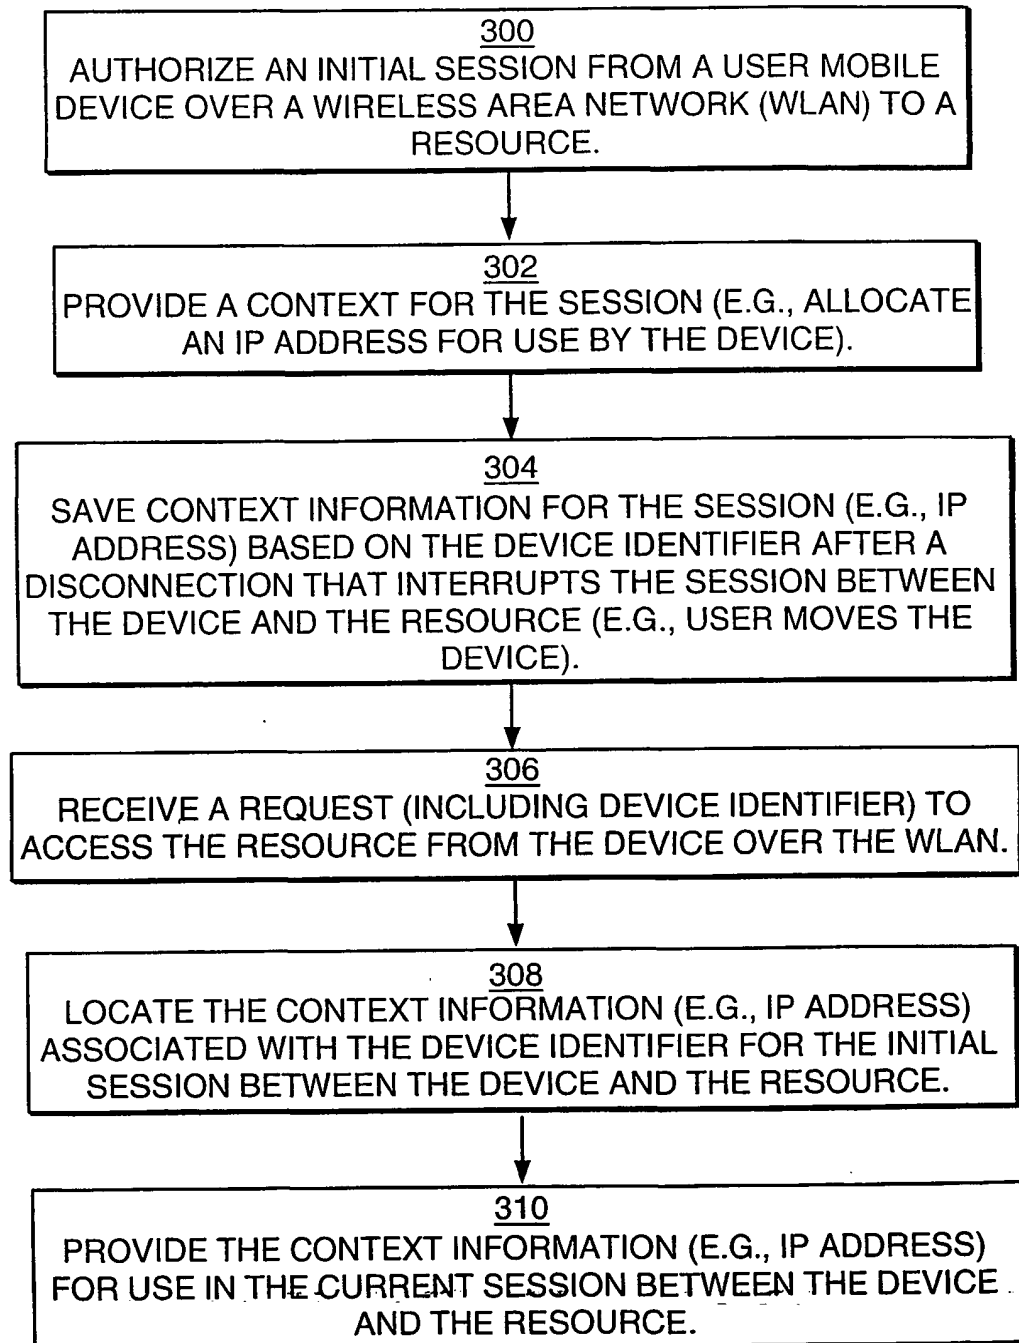 300
AUTHORIZE AN INITIAL SESSION FROM A USER MOBILE
DEVICE OVER A WIRELESS AREA NETWORK (WLAN) TO A
RESOURCE.
302
PROVIDE A CONTEXT FOR THE SESSION (E.G., ALLOCATE
AN IP ADDRESS FOR USE BY THE DEVICE).
304
SAVE CONTEXT INFORMATION FOR THE SESSION (E.G., IP
ADDRESS) BASED ON THE DEVICE IDENTIFIER AFTER A
DISCONNECTION THAT INTERRUPTS THE SESSION BETWEEN
THE DEVICE AND THE RESOURCE (E.G., USER MOVES THE
DEVICE).
306
RECEIVE A REQUEST (INCLUDING DEVICE IDENTIFIER) TO
ACCESS THE RESOURCE FROM THE DEVICE OVER THE WLAN.
308
LOCATE THE CONTEXT INFORMATION (E.G., IP ADDRESS)
ASSOCIATED WITH THE DEVICE IDENTIFIER FOR THE INITIAL
SESSION BETWEEN THE DEVICE AND THE RESOURCE.
310
PROVIDE THE CONTEXT INFORMATION (E.G., IP ADDRESS)
FOR USE IN THE CURRENT SESSION BETWEEN THE DEVICE
AND THE RESOURCE.